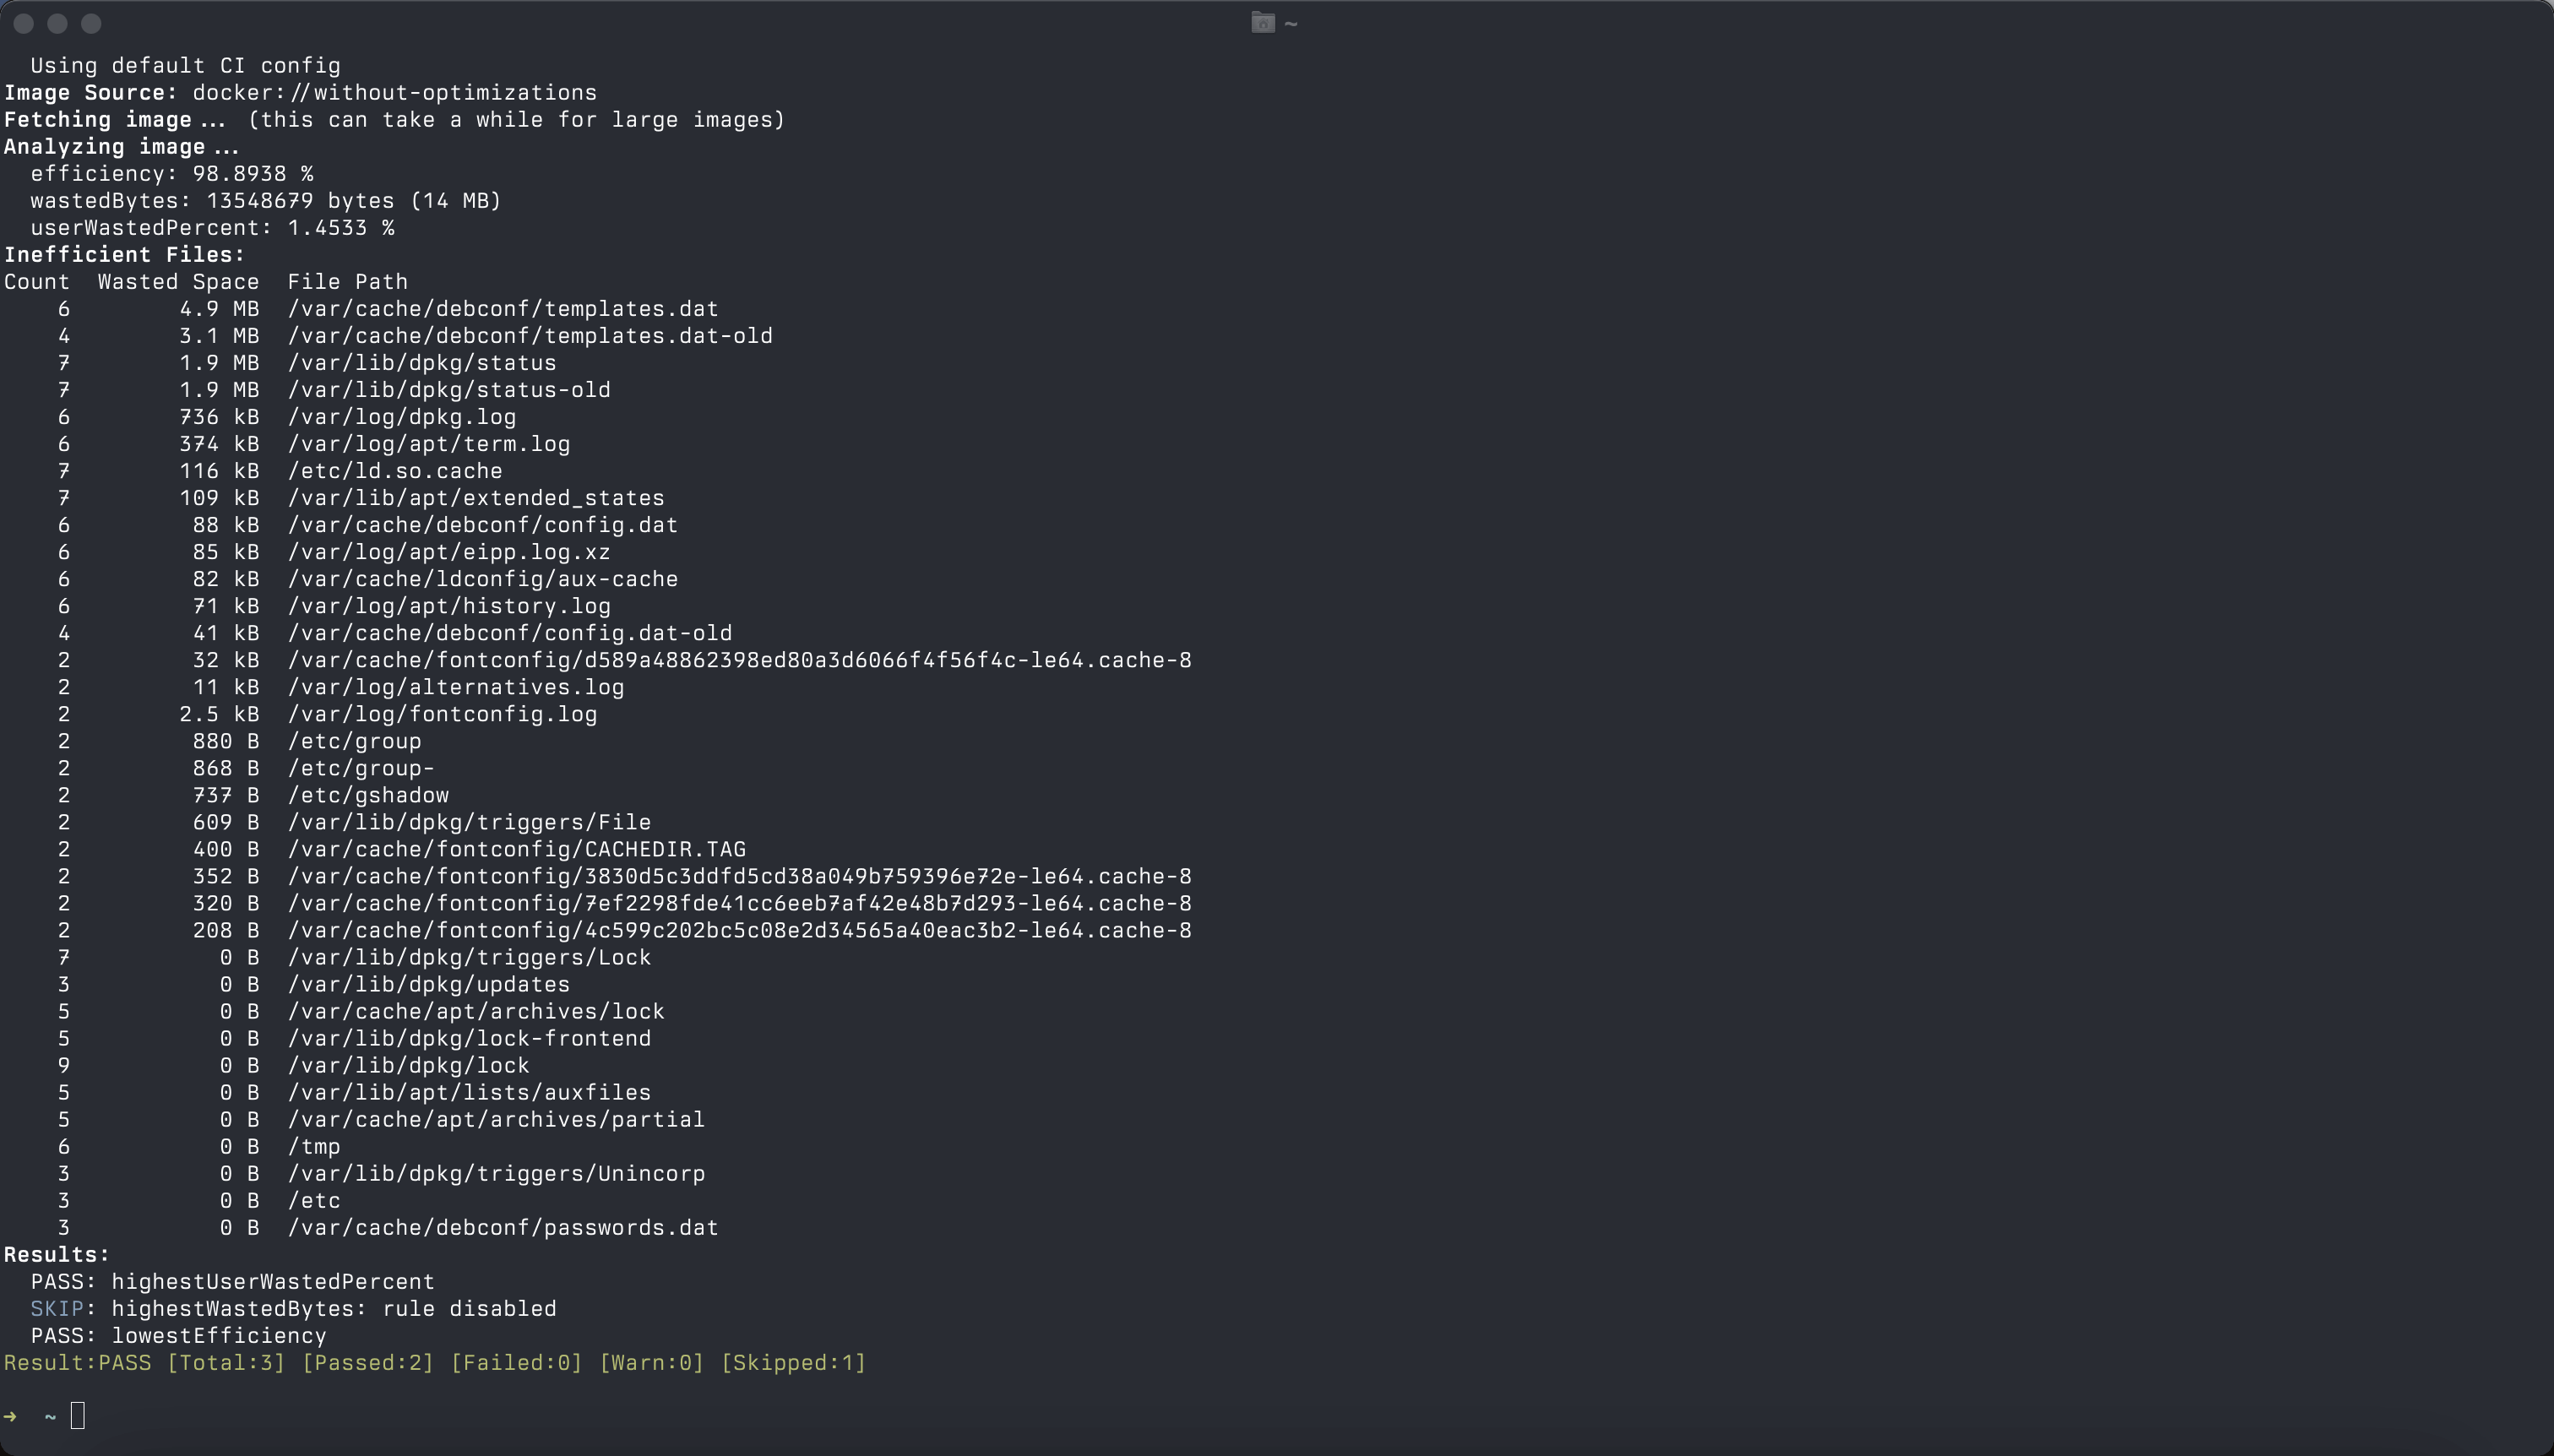 ~
Using default CI config
Image Source: docker://without-optimizations
Fetching image... (this can take a while for large images)
Analyzing image...
efficiency: 98.8938 %
wastedBytes: 13548679 bytes (14 MB)
userWastedPercent: 1.4533 %
Inefficient Files:
Count  Wasted Space  File Path
6  4.9 MB  /var/cache/debconf/templates.dat
4  3.1 MB  /var/cache/debconf/templates.dat-old
7  1.9 MB  /var/lib/dpkg/status
7  1.9 MB  /var/lib/dpkg/status-old
6  736 kB  /var/log/dpkg.log
6  374 kB  /var/log/apt/term.log
7  116 kB  /etc/ld.so.cache
7  109 kB  /var/lib/apt/extended_states
6  88 kB  /var/cache/debconf/config.dat
6  85 kB  /var/log/apt/eipp.log.xz
6  82 kB  /var/cache/ldconfig/aux-cache
6  71 kB  /var/log/apt/history.log
4  41 kB  /var/cache/debconf/config.dat-old
2  32 kB  /var/cache/fontconfig/d589a48862398ed80a3d6066f4f56f4c-le64.cache-8
2  11 kB  /var/log/alternatives.log
2  2.5 kB  /var/log/fontconfig.log
2  880 B  /etc/group
2  868 B  /etc/group-
2  737 B  /etc/gshadow
2  609 B  /var/lib/dpkg/triggers/File
2  400 B  /var/cache/fontconfig/CACHEDIR.TAG
2  352 B  /var/cache/fontconfig/3830d5c3ddfd5cd38a049b759396e72e-le64.cache-8
2  320 B  /var/cache/fontconfig/7ef2298fde41cc6eeb7af42e48b7d293-le64.cache-8
2  208 B  /var/cache/fontconfig/4c599c202bc5c08e2d34565a40eac3b2-le64.cache-8
7  0 B  /var/lib/dpkg/triggers/Lock
3  0 B  /var/lib/dpkg/updates
5  0 B  /var/cache/apt/archives/lock
5  0 B  /var/lib/dpkg/lock-frontend
9  0 B  /var/lib/dpkg/lock
5  0 B  /var/lib/apt/lists/auxfiles
5  0 B  /var/cache/apt/archives/partial
6  0 B  /tmp
3  0 B  /var/lib/dpkg/triggers/Unincorp
3  0 B  /etc
3  0 B  /var/cache/debconf/passwords.dat
Results:
PASS: highestUserWastedPercent
SKIP: highestWastedBytes: rule disabled
PASS: lowestEfficiency
Result:PASS [Total:3] [Passed:2] [Failed:0] [Warn:0] [Skipped:1]
→ ~